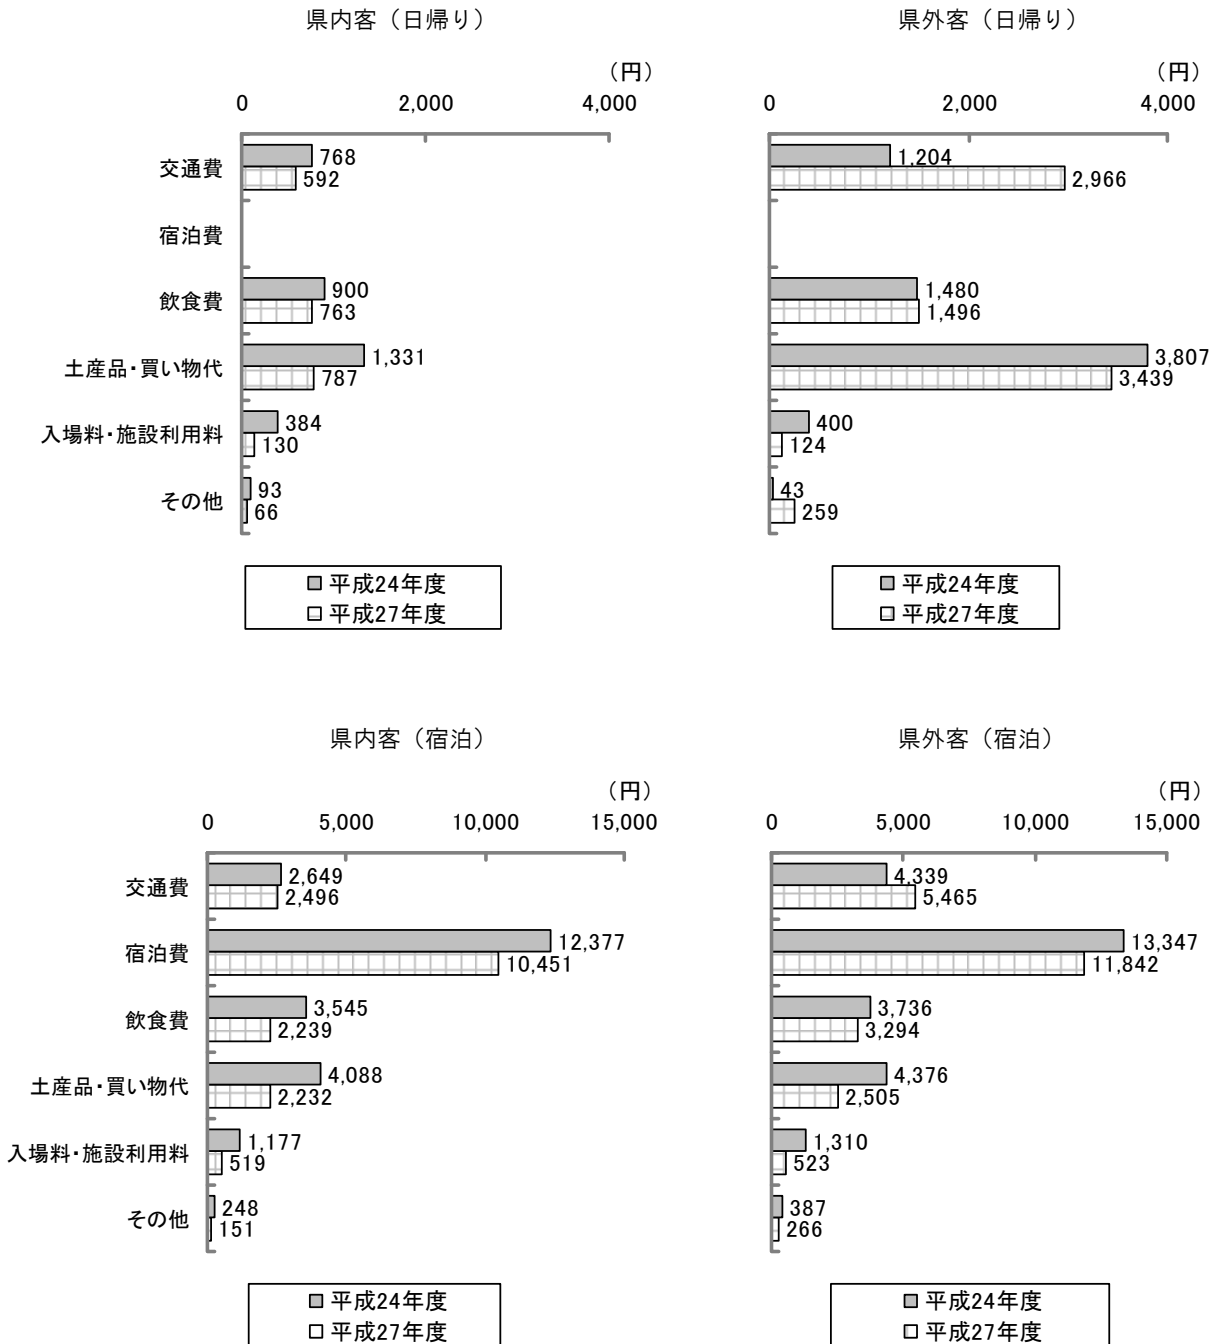 県内客（日帰り）
（円）
0 2,000 4,000
交通費 768
592
宿泊費
飲食費 900
763
土産品・買い物代 1,331
787
入場料・施設利用料 384
130
その他 93
66
平成24年度
平成27年度
県外客（日帰り）
（円）
0 2,000 4,000
1,204
2,966
1,480
1,496
3,807
3,439
400
124
43
259
平成24年度
平成27年度
県内客（宿泊）
（円）
0 5,000 10,000 15,000
交通費 2,649
2,496
宿泊費 12,377
10,451
飲食費 3,545
2,239
土産品・買い物代 4,088
2,232
入場料・施設利用料 1,177
519
その他 248
151
平成24年度
平成27年度
県外客（宿泊）
（円）
0 5,000 10,000 15,000
4,339
5,465
13,347
11,842
3,736
3,294
4,376
2,505
1,310
523
387
266
平成24年度
平成27年度